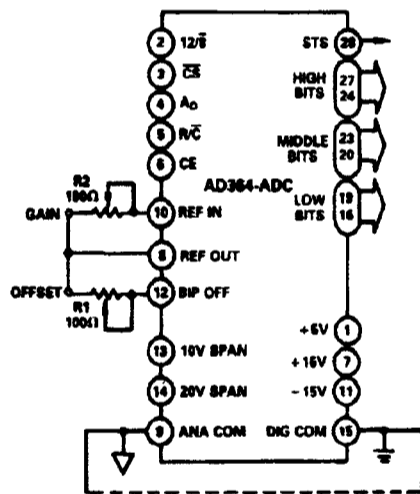 2 12/8̅ STS 28
3 C̅S̅ HIGH BITS 27 24
4 AO
5 R/C̅ MIDDLE BITS 23 20
6 CE
AD364-ADC
R2 100Ω LOW BITS 19 16
GAIN 10 REF IN
8 REF OUT
OFFSET 12 BIP OFF
R1 100Ω
+5V 1
13 10V SPAN +15V 7
14 20V SPAN -15V 11
9 ANA COM DIG COM 15